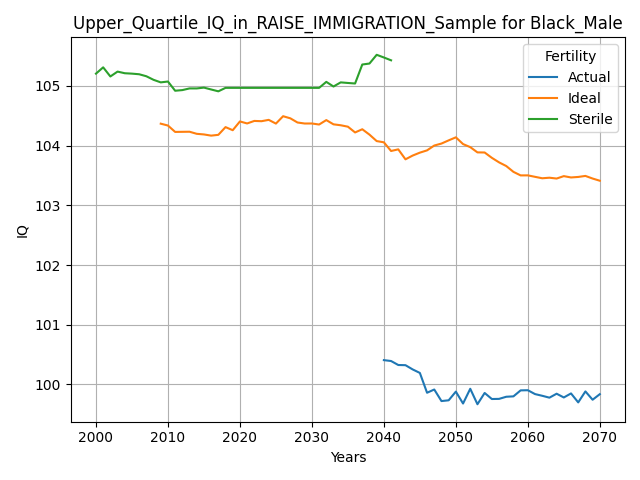 Upper_Quartile_IQ_in_RAISE_IMMIGRATION_Sample for Black_Male
Fertility
Actual
Ideal
Sterile
105
104
103
102
101
100
IQ
2000 2010 2020 2030 2040 2050 2060 2070
Years